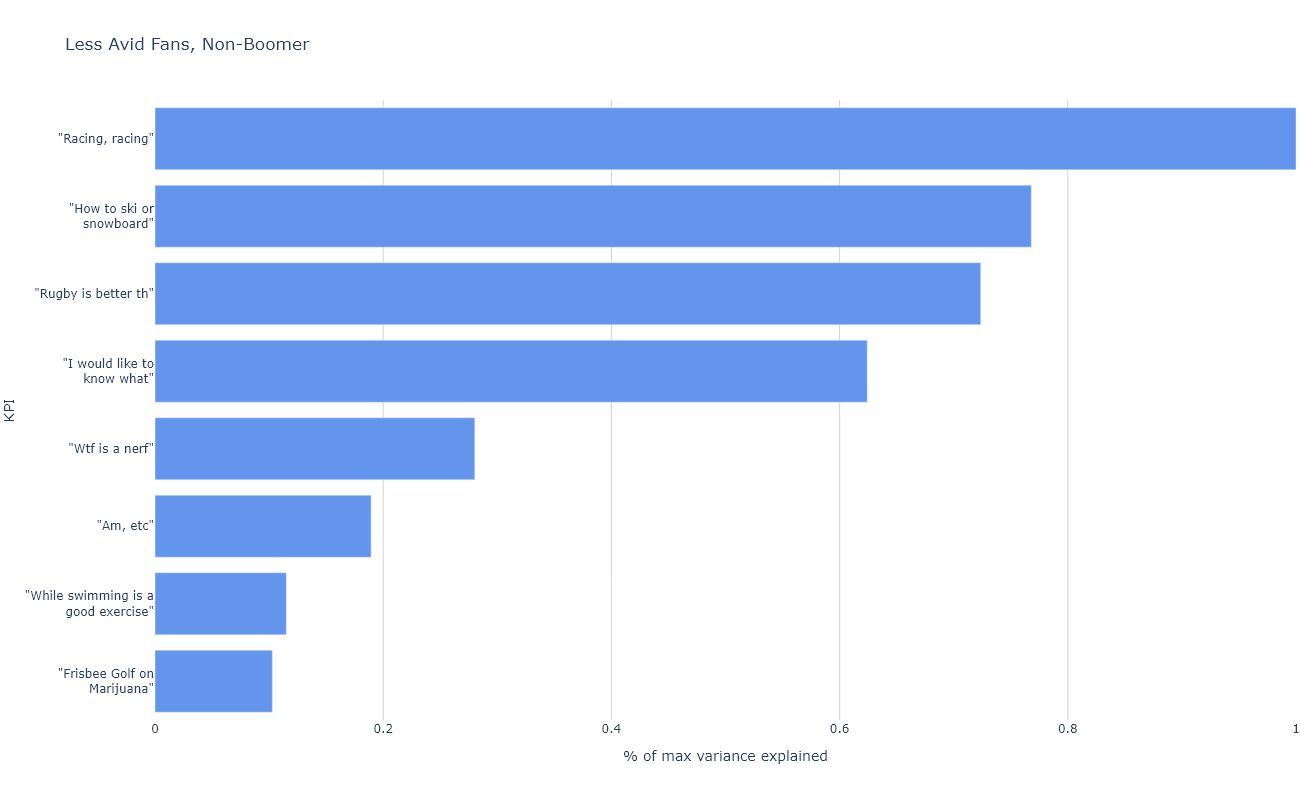 Less Avid Fans, Non-Boomer
"Racing, racing"
"How to ski or
snowboard"
"Rugby is better th"
"I would like to
know what"
"Wtf is a nerf"
"Am, etc"
"While swimming is a
good exercise"
"Frisbee Golf on
Marijuana"
KPI
0 0.2 0.4 0.6 0.8 1
% of max variance explained